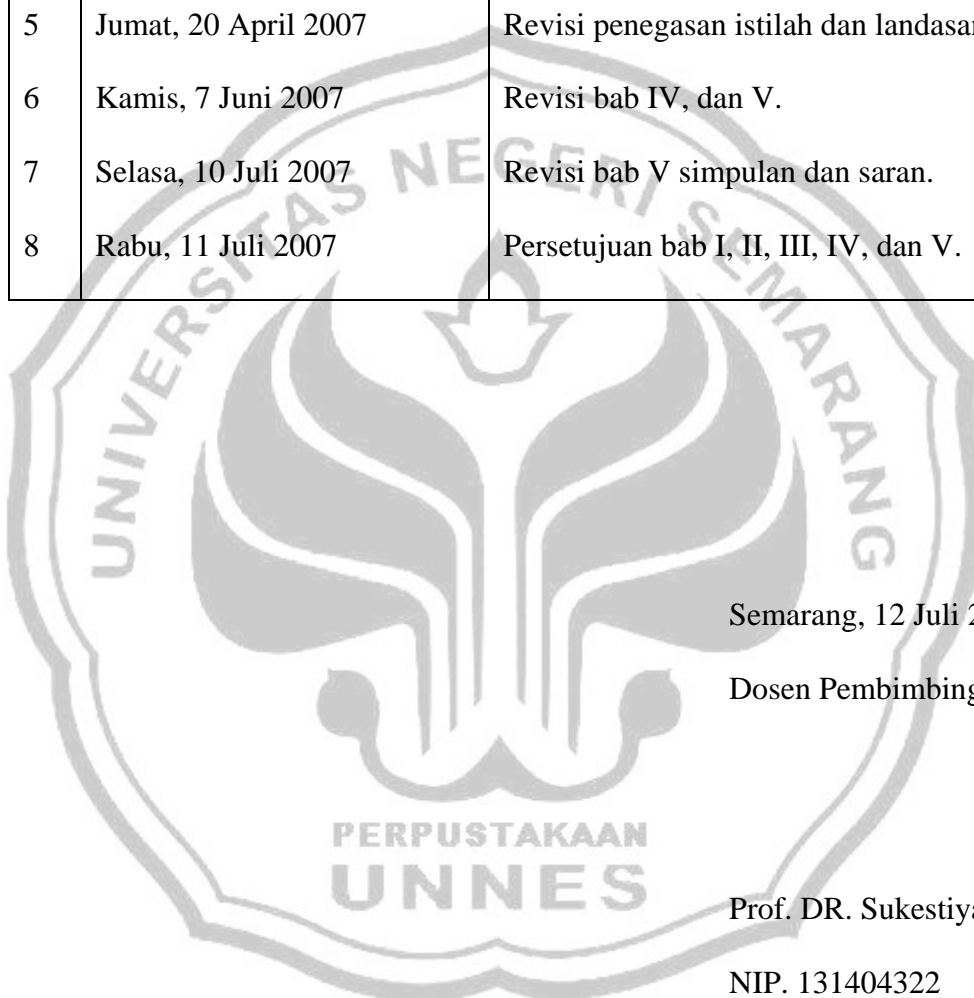 5 Jumat, 20 April 2007 Revisi penegasan istilah dan
6 Kamis, 7 Juni 2007 Revisi bab IV, dan V.
7 Selasa, 10 Juli 2007 Revisi bab V simpulan dan saran.
8 Rabu, 11 Juli 2007 Persetujuan bab I, II, III, IV, dan V.
UNIVERSITAS NEGERI SEMARANG
Semarang, 12 Juli
Dosen Pembimbing
PERPUSTAKAAN
UNNES
Prof. DR.
NIP. 131404322